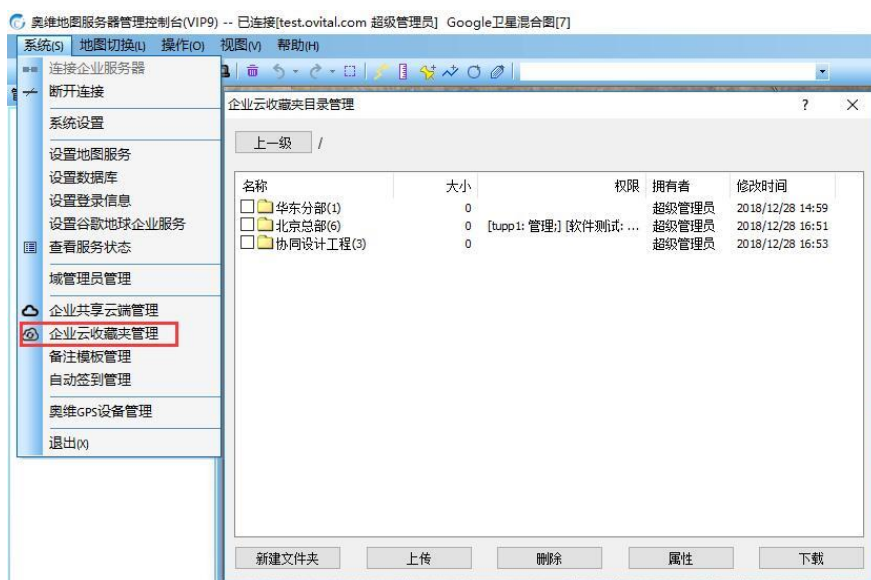 奥维地图服务器管理控制台(VIP9) -- 已连接[test.ovital.com 超级管理员] Google卫星混合图[7]
系统(S) 地图切换(L) 操作(O) 视图(V) 帮助(H)
连接企业服务器
断开连接
系统设置
设置地图服务
设置数据库
设置登录信息
设置谷歌地球企业服务
查看服务状态
域管理员管理
企业共享云端管理
企业云收藏夹管理
备注模板管理
自动签到管理
奥维GPS设备管理
退出(X)
企业云收藏夹目录管理 ? ×
上一级 /
名称 大小 权限 拥有者 修改时间
华东分部(1) 0 超级管理员 2018/12/28 14:59
北京总部(6) 0 [tupp1: 管理;] [软件测试: ... 超级管理员 2018/12/28 16:51
协同设计工程(3) 0 超级管理员 2018/12/28 16:53
新建文件夹 上传 删除 属性 下载